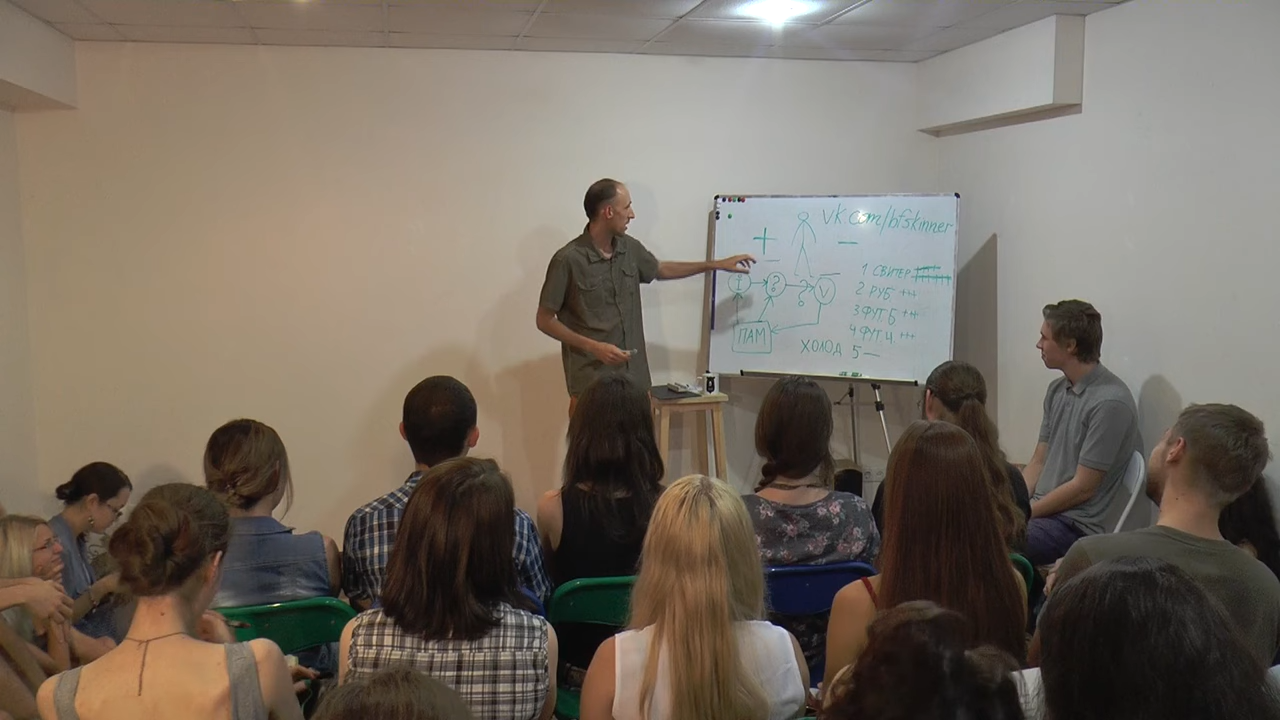 vk.com/bfskinner
+ —
i ? ? V
ПАМ
1 СВИТЕР
2 РУБ +++
3 ФУТ Б +++
4 ФУТ Ч +++
ХОЛОД 5 —